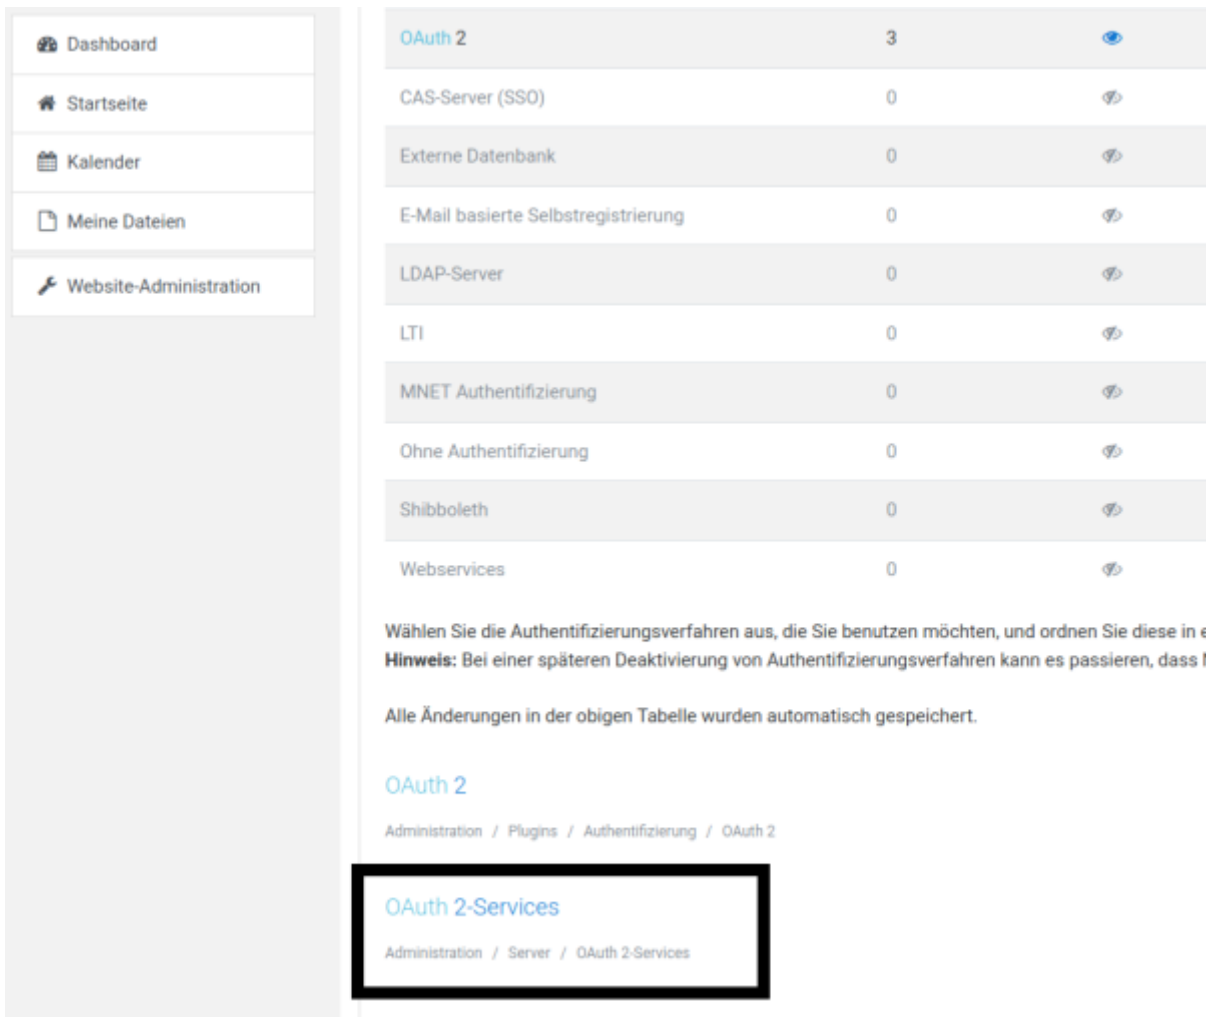 Dashboard
Startseite
Kalender
Meine Dateien
Website-Administration
OAuth 2 3
CAS-Server (SSO) 0
Externe Datenbank 0
E-Mail basierte Selbstregistrierung 0
LDAP-Server 0
LTI 0
MNET Authentifizierung 0
Ohne Authentifizierung 0
Shibboleth 0
Webservices 0
Wählen Sie die Authentifizierungsverfahren aus, die Sie benutzen möchten, und ordnen Sie diese in
Hinweis: Bei einer späteren Deaktivierung von Authentifizierungsverfahren kann es passieren, dass
Alle Änderungen in der obigen Tabelle wurden automatisch gespeichert.
OAuth 2
Administration / Plugins / Authentifizierung / OAuth 2
OAuth 2-Services
Administration / Server / OAuth 2-Services